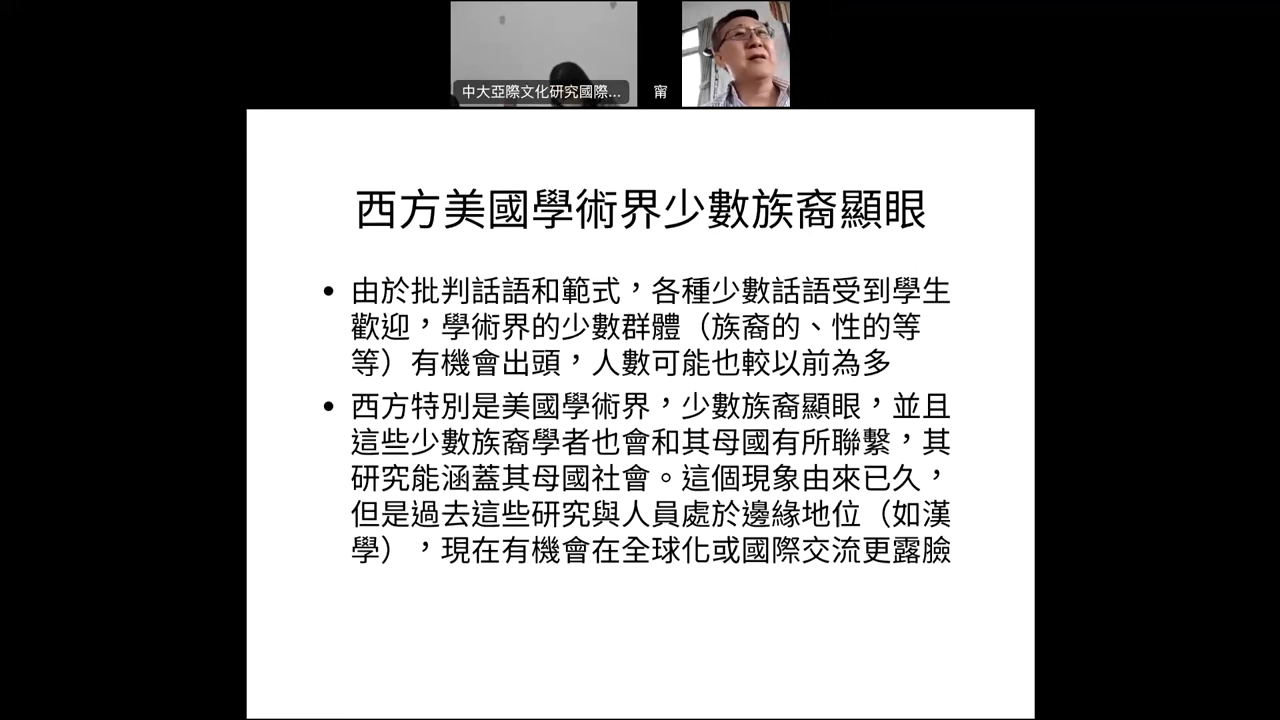 中大亞際文化研究國際...
甯
西方美國學術界少數族裔顯眼
• 由於批判話語和範式，各種少數話語受到學生
歡迎，學術界的少數群體（族裔的、性的等
等）有機會出頭，人數可能也較以前為多
• 西方特別是美國學術界，少數族裔顯眼，並且
這些少數族裔學者也會和其母國有所聯繫，其
研究能涵蓋其母國社會。這個現象由來已久，
但是過去這些研究與人員處於邊緣地位（如漢
學），現在有機會在全球化或國際交流更露臉